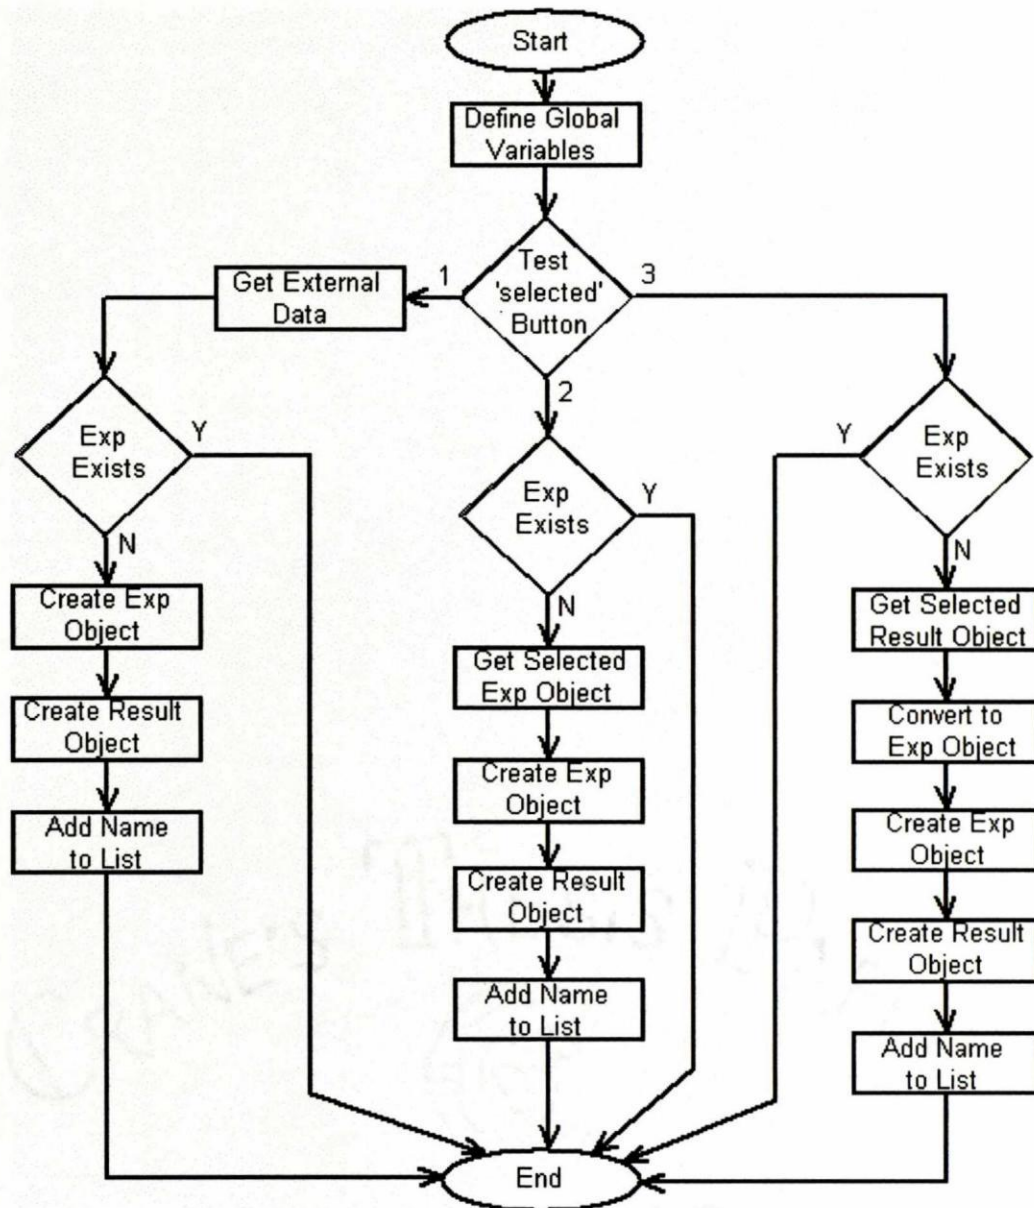 Start
Define Global
Variables
Test
'selected'
Button
1
2
3
Get External
Data
Exp
Exists
Y
N
Create Exp
Object
Create Result
Object
Add Name
to List
Exp
Exists
Y
N
Get Selected
Exp Object
Create Exp
Object
Create Result
Object
Add Name
to List
Exp
Exists
Y
N
Get Selected
Result Object
Convert to
Exp Object
Create Exp
Object
Create Result
Object
Add Name
to List
End